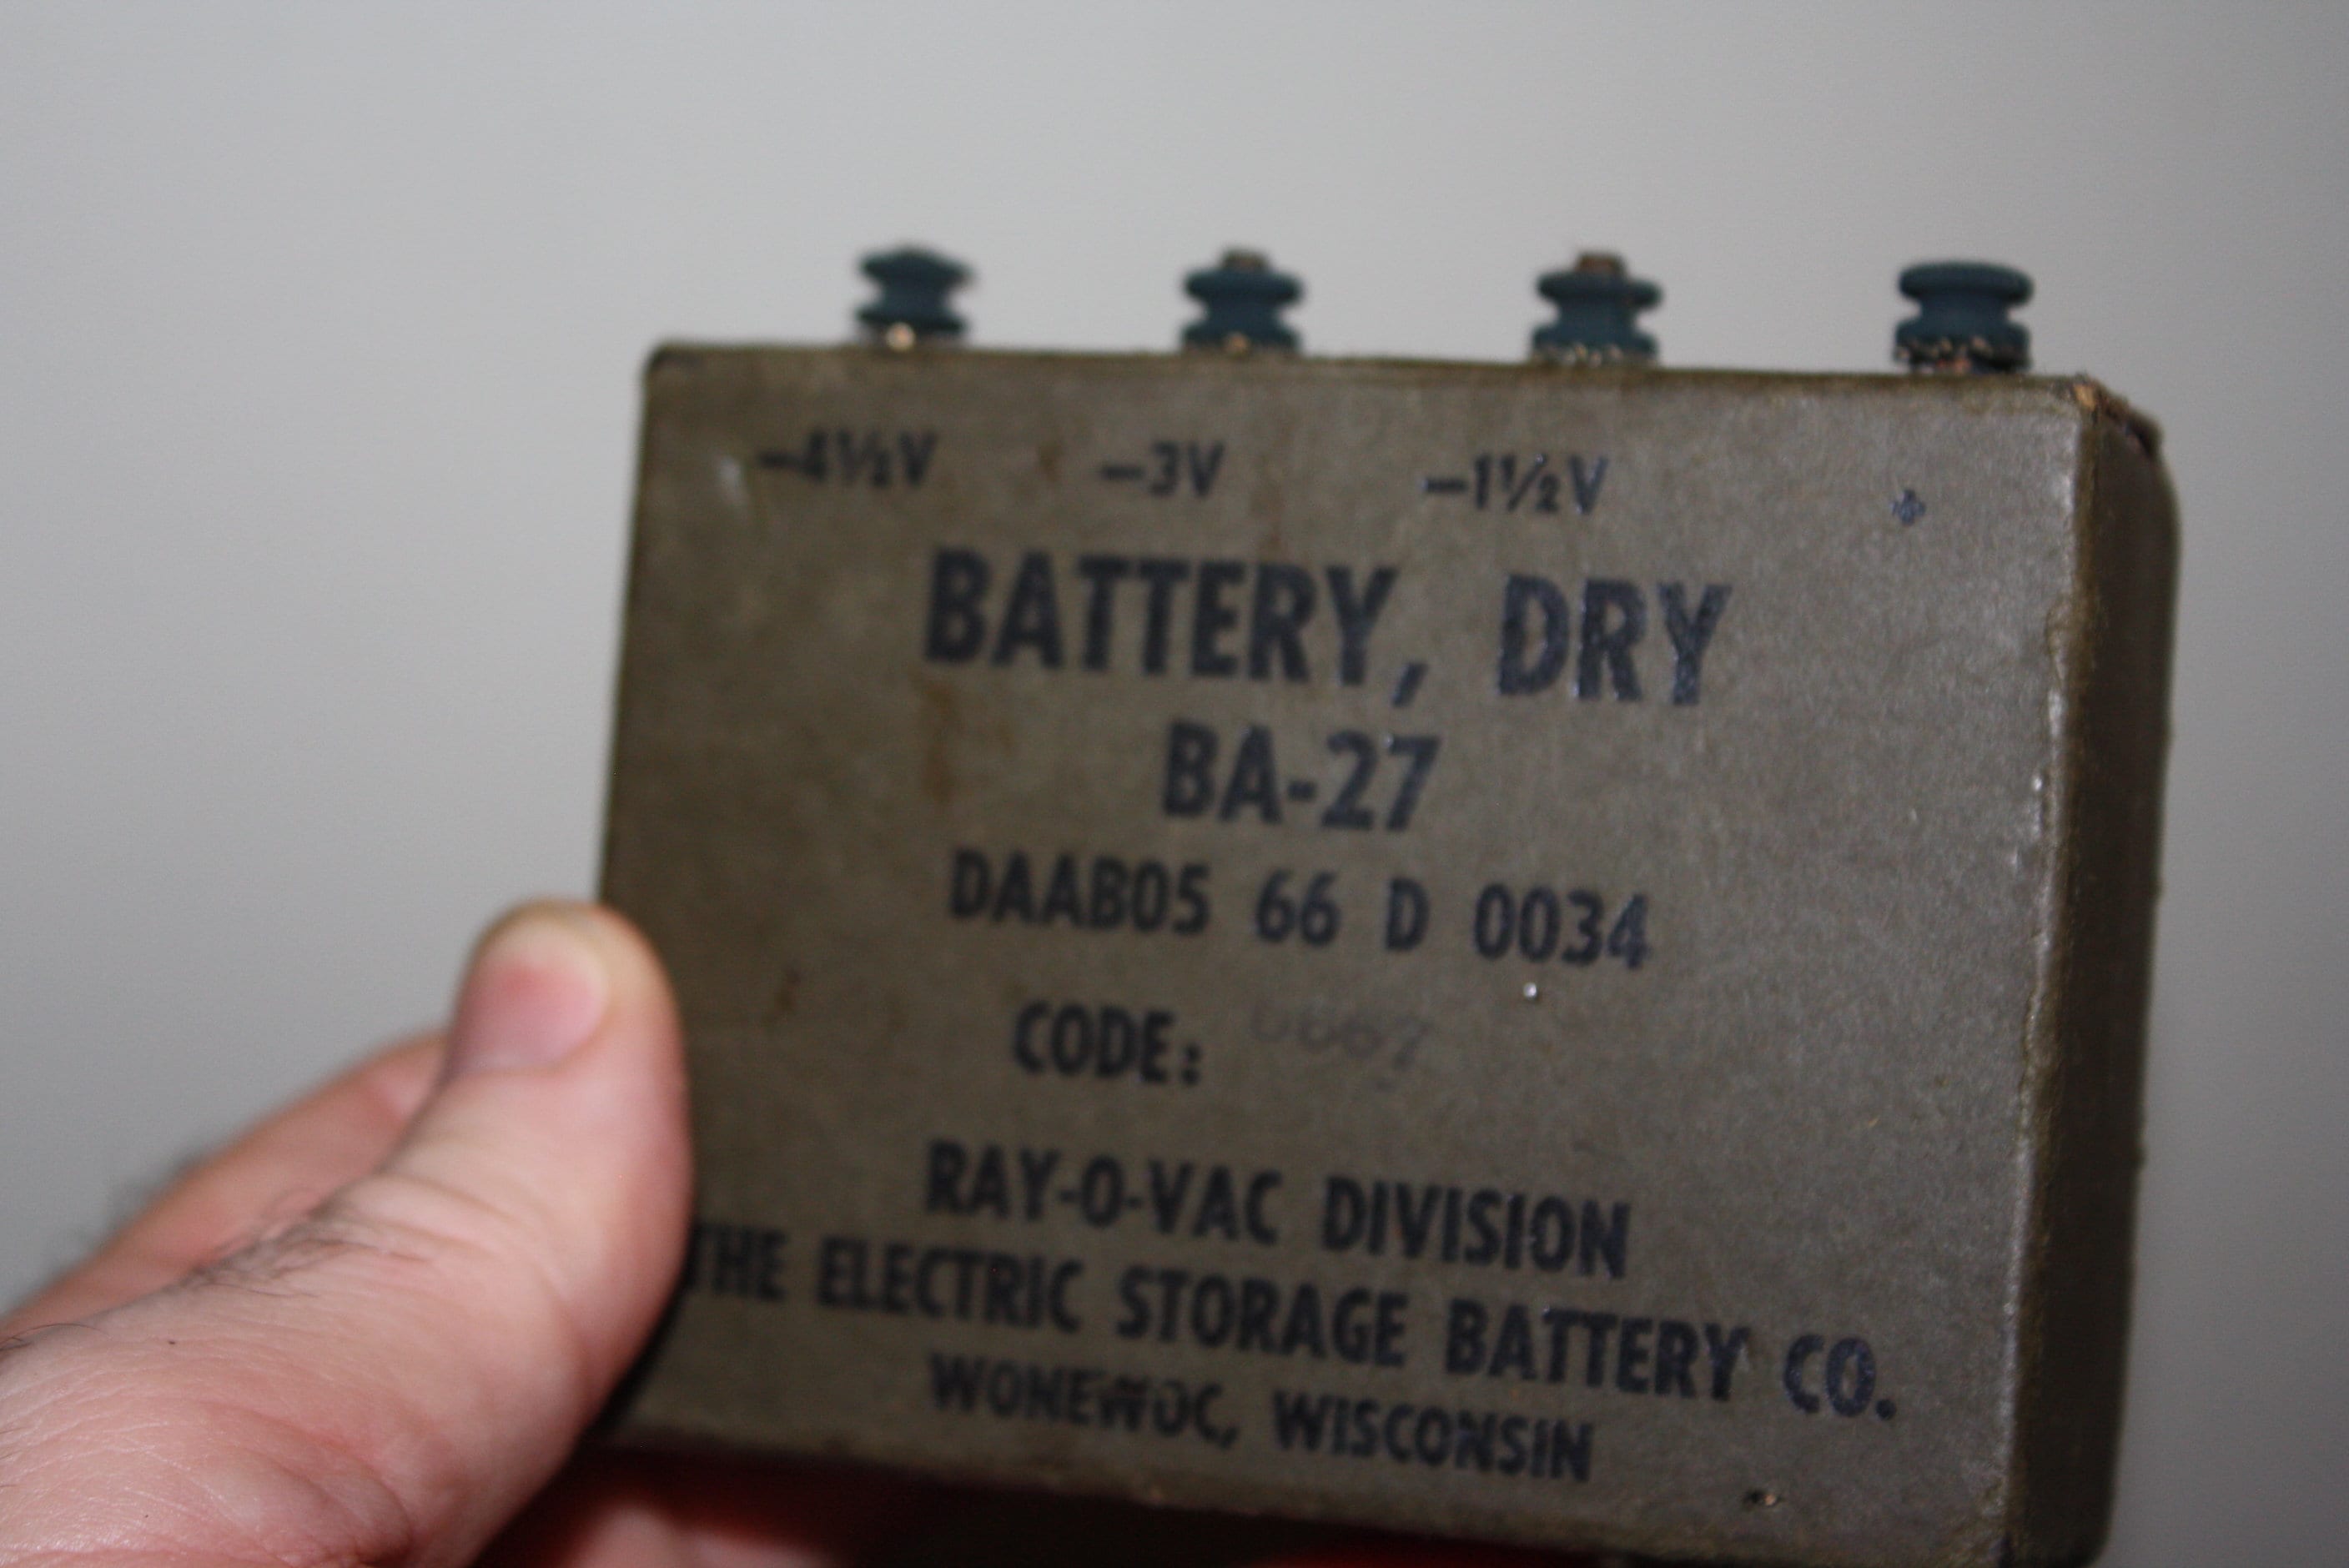 -4½V -3V -1½V +
BATTERY, DRY
BA-27
DAAB05 66 D 0034
CODE:
RAY-O-VAC DIVISION
THE ELECTRIC STORAGE BATTERY CO.
WONEWOC, WISCONSIN